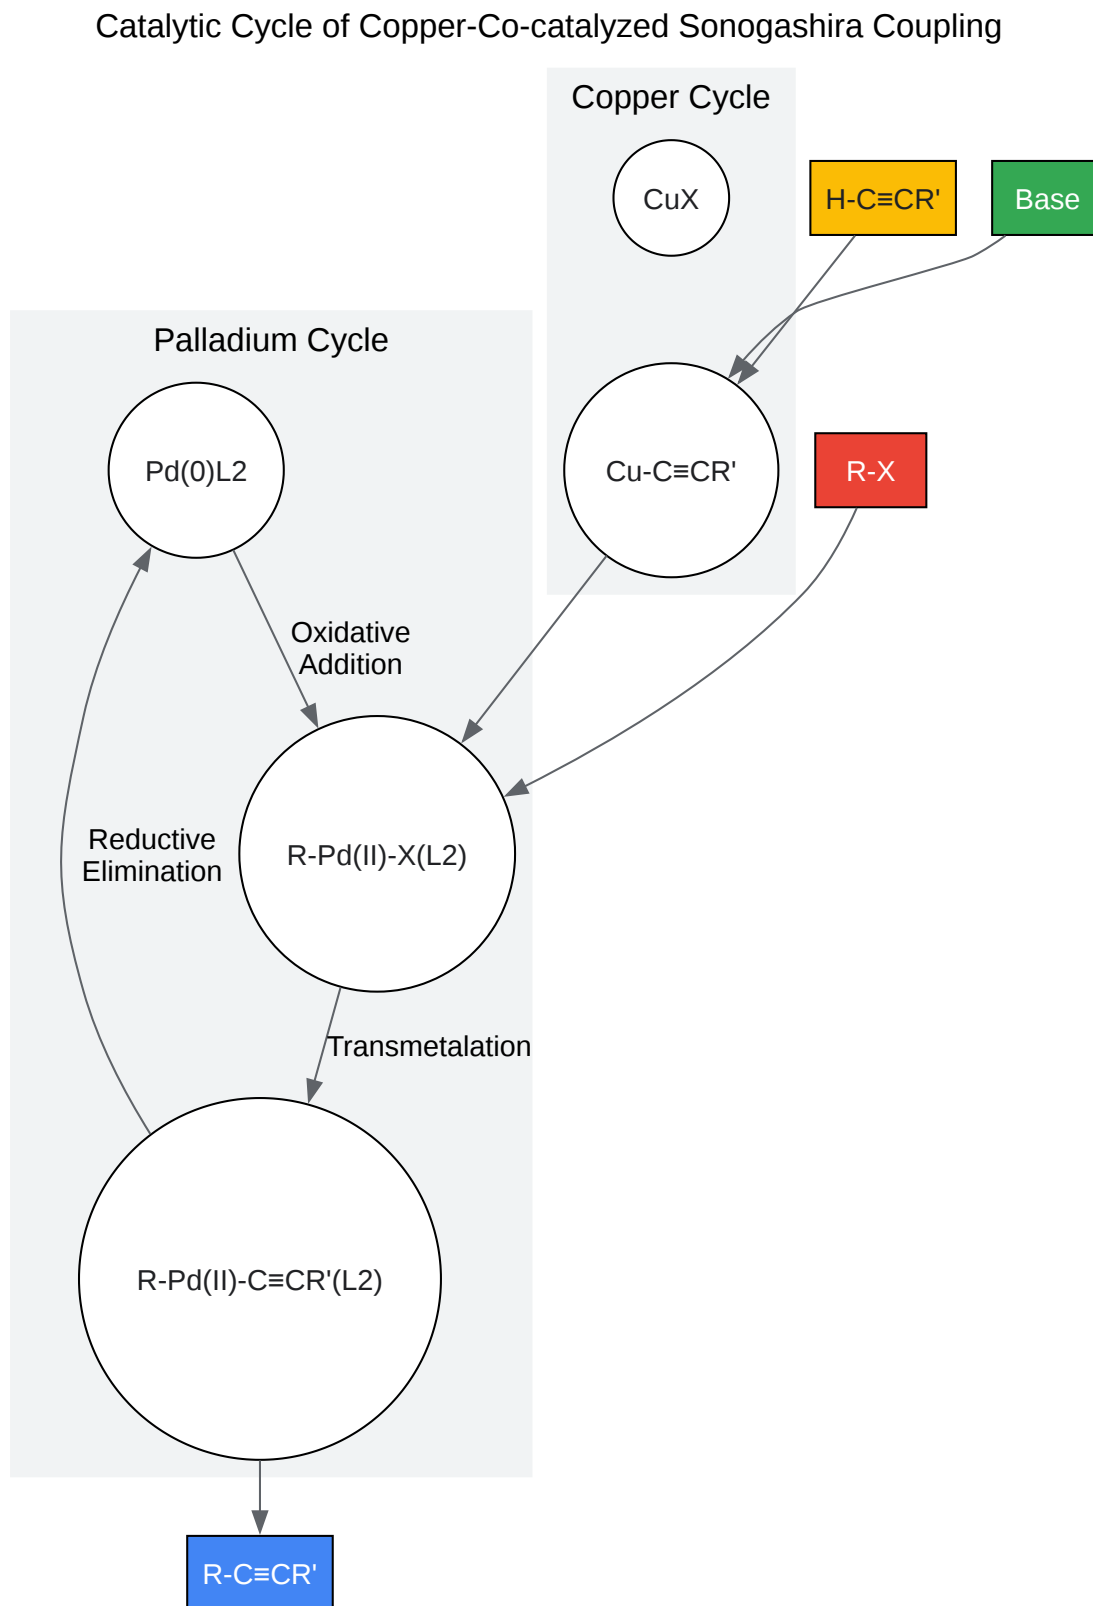 Catalytic Cycle of Copper-Co-catalyzed Sonogashira Coupling
Copper Cycle
CuX
H-C≡CR'
Base
Palladium Cycle
Pd(0)L2
Cu-C≡CR'
R-X
Oxidative
Addition
Reductive
Elimination
R-Pd(II)-X(L2)
Transmetalation
R-Pd(II)-C≡CR'(L2)
R-C≡CR'